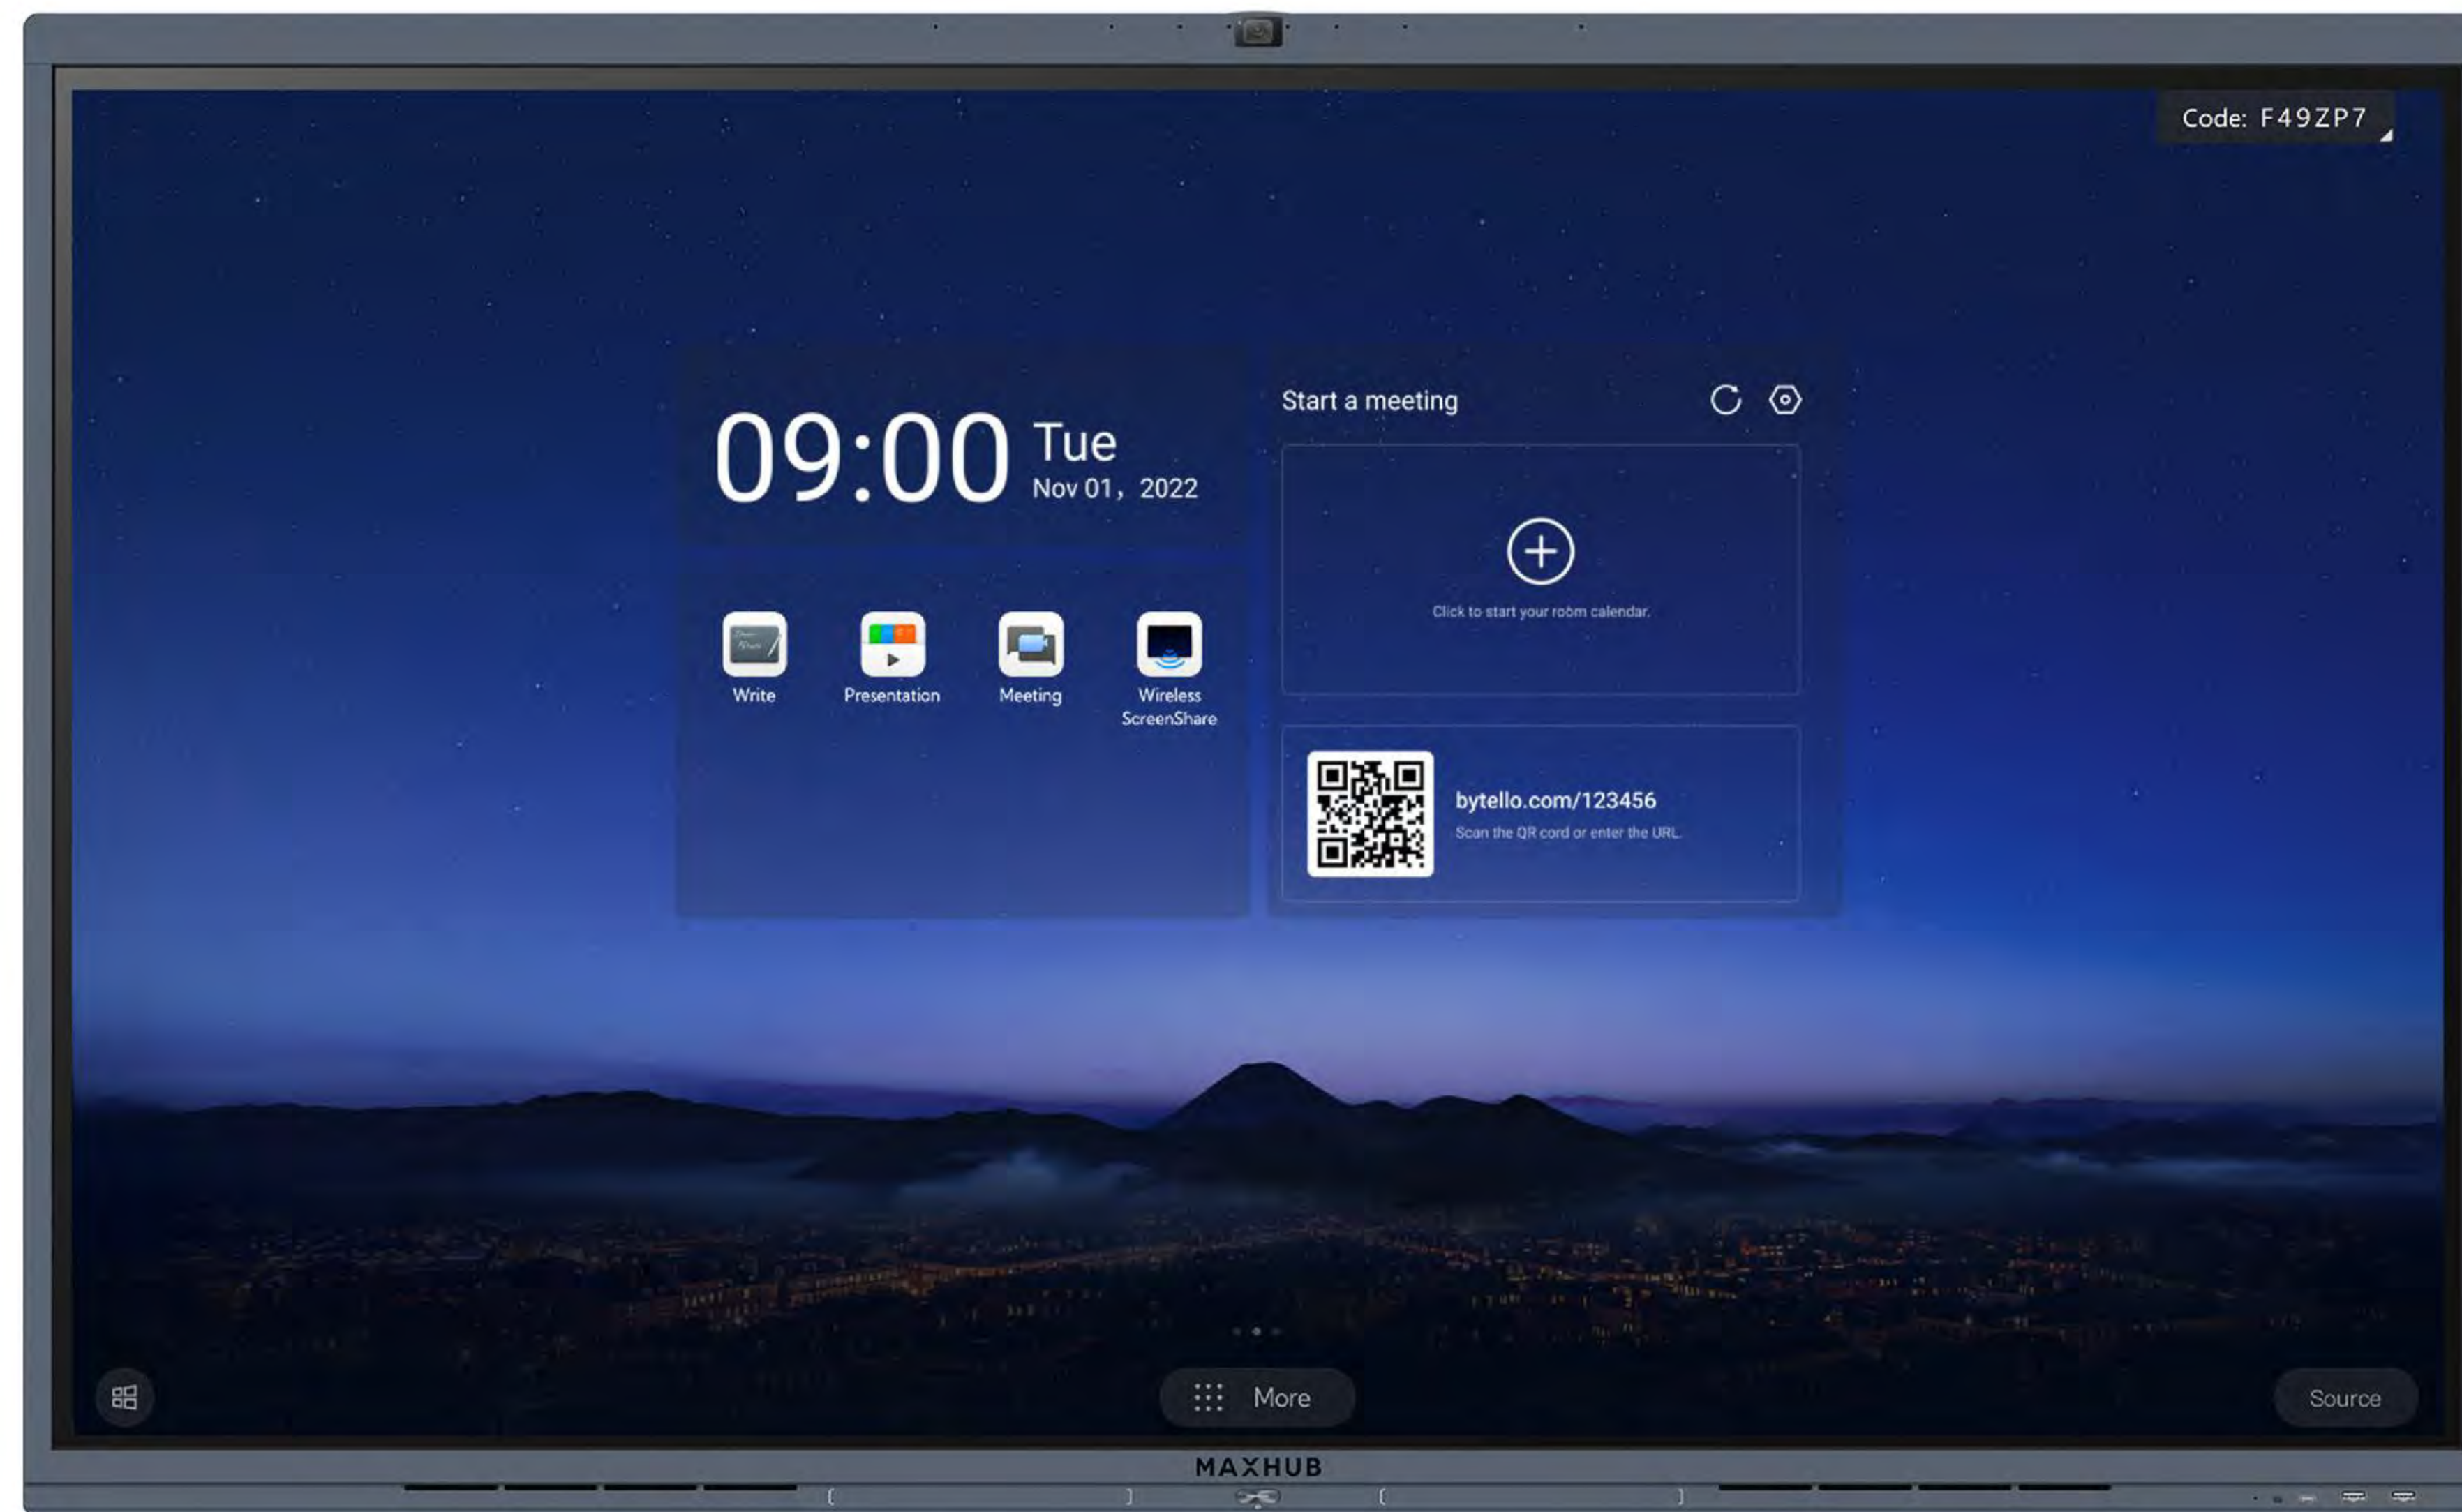 Code: F49ZP7
09:00
Tue
Nov 01, 2022
Start a meeting
Click to start your room calendar.
Write
Presentation
Meeting
Wireless
ScreenShare
bytello.com/123456
Scan the QR cord or enter the URL.
More
Source
MAXHUB